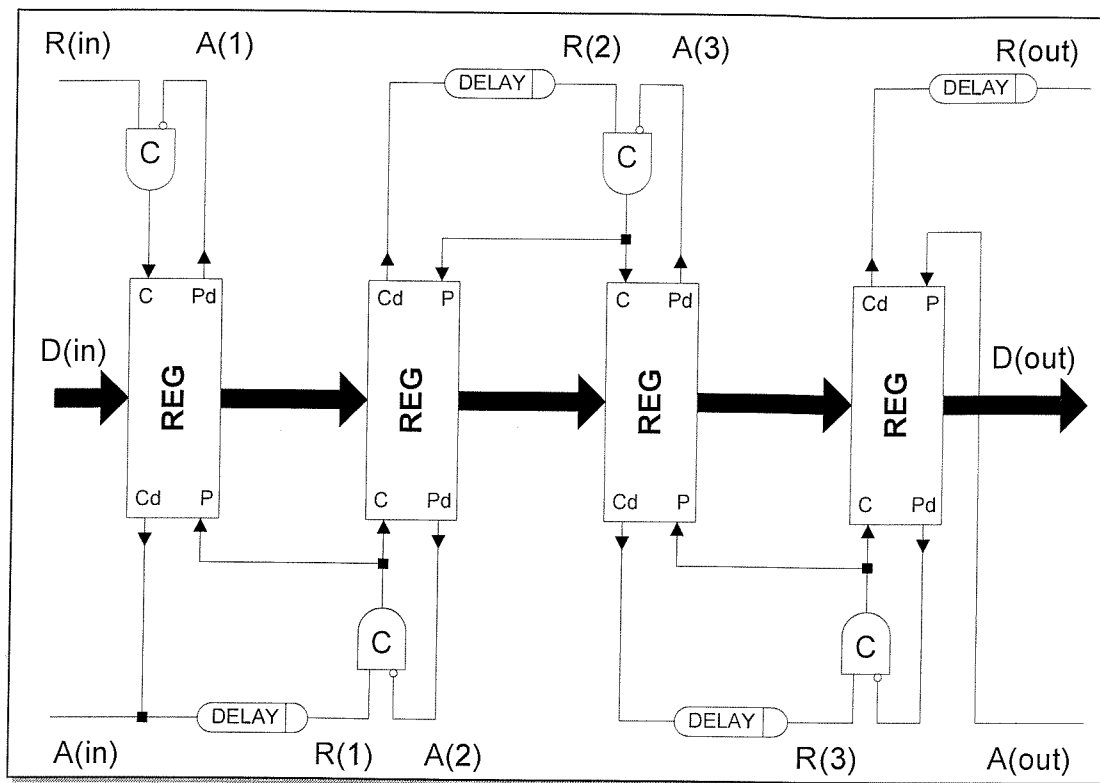 R(in) A(1) R(2) A(3) R(out)
DELAY DELAY
C C
C Pd Cd P C Pd Cd P
D(in) REG REG REG REG D(out)
Cd P C Pd Cd P C Pd
C C
DELAY DELAY
A(in) R(1) A(2) R(3) A(out)